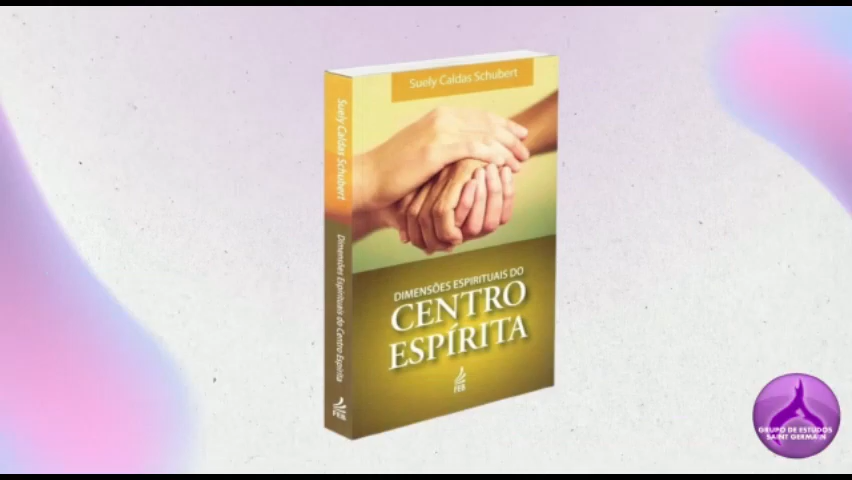 Suely Caldas Schubert
DIMENSÕES ESPIRITUAIS DO
CENTRO
ESPÍRITA
FEB
Suely Caldas Schubert
Dimensões Espirituais do Centro Espírita
FEB
GRUPO DE ESTUDOS
SAINT GERMAIN